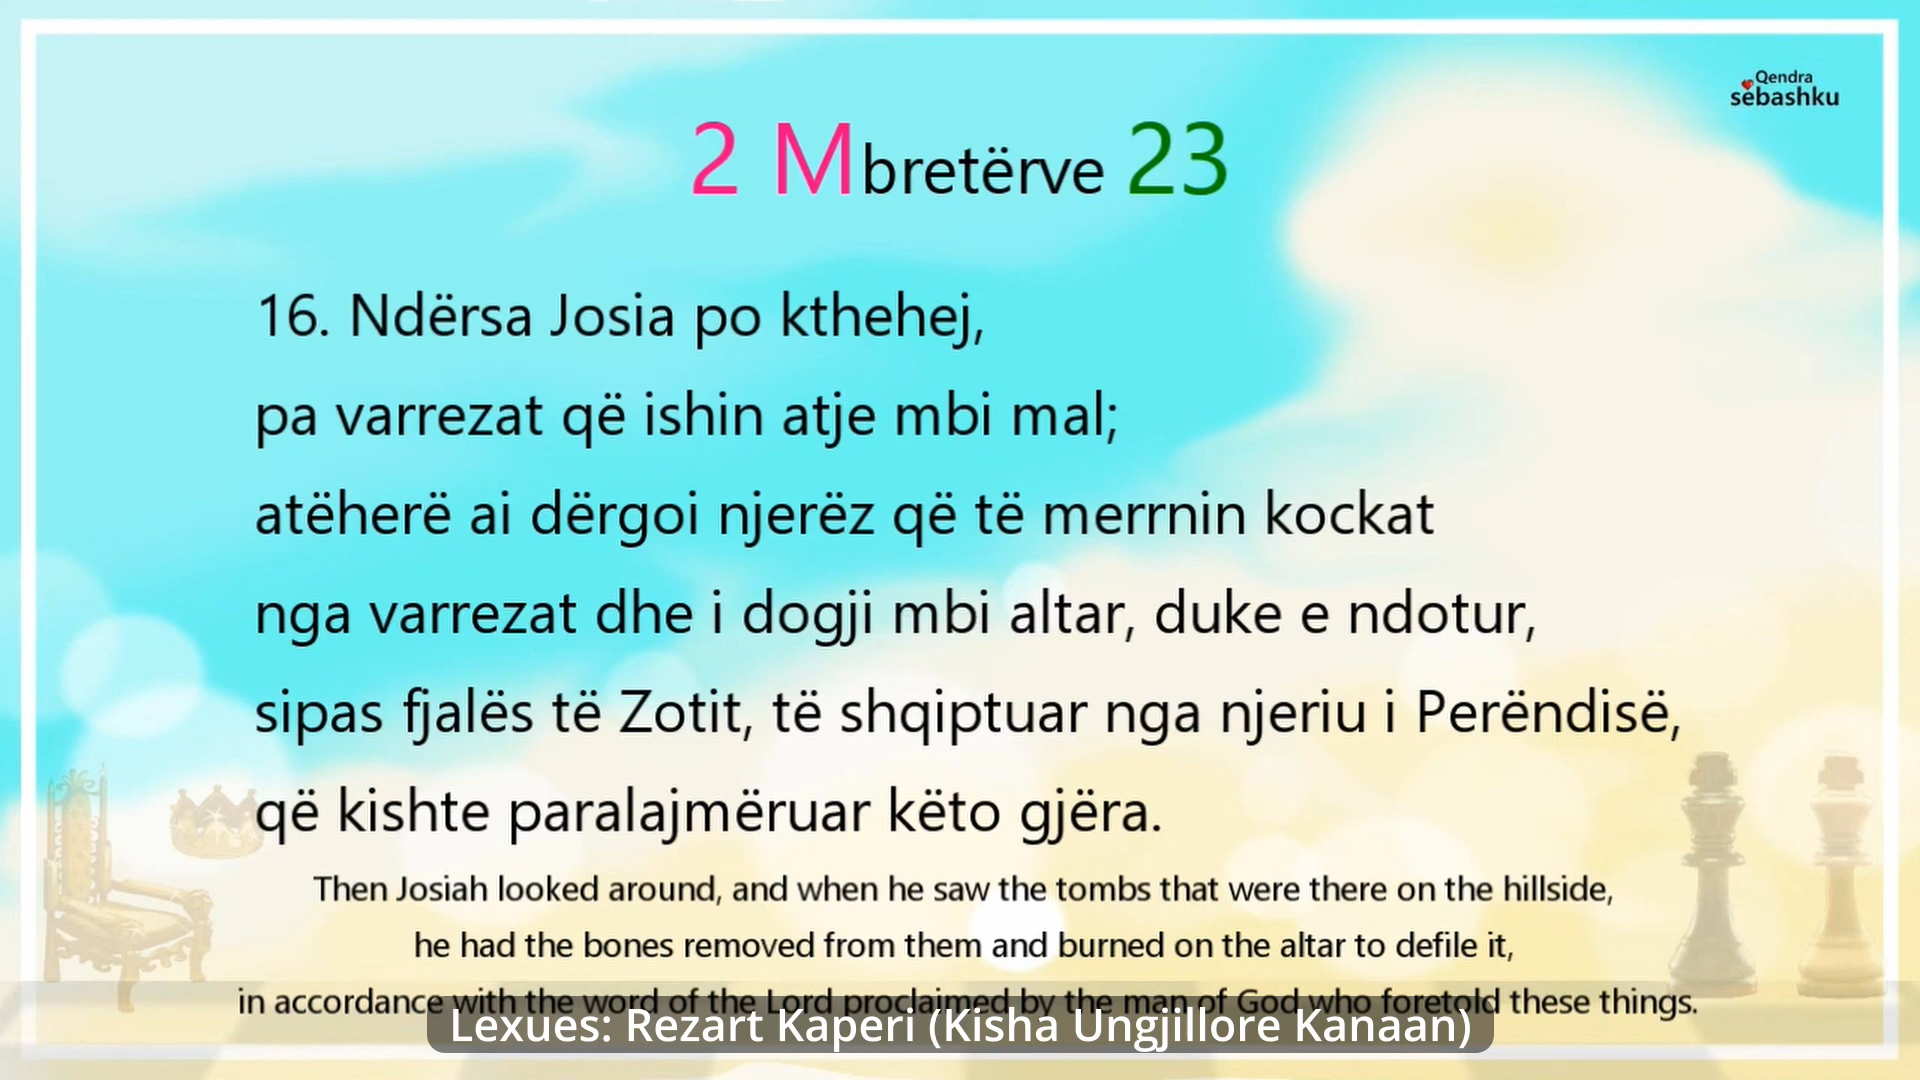 Qendra
sëbashku
2 Mbretërve 23
16. Ndërsa Josia po kthehej,
pa varrezat që ishin atje mbi mal;
atëherë ai dërgoi njerëz që të merrnin kockat
nga varrezat dhe i dogji mbi altar, duke e ndotur,
sipas fjalës të Zotit, të shqiptuar nga njeriu i Perëndisë,
që kishte paralajmëruar këto gjëra.
Then Josiah looked around, and when he saw the tombs that were there on the hillside,
he had the bones removed from them and burned on the altar to defile it,
in accordance with the word of the Lord proclaimed by the man of God who foretold these things.
Lexues: Rezart Kaperi (Kisha Ungjillore Kanaan)